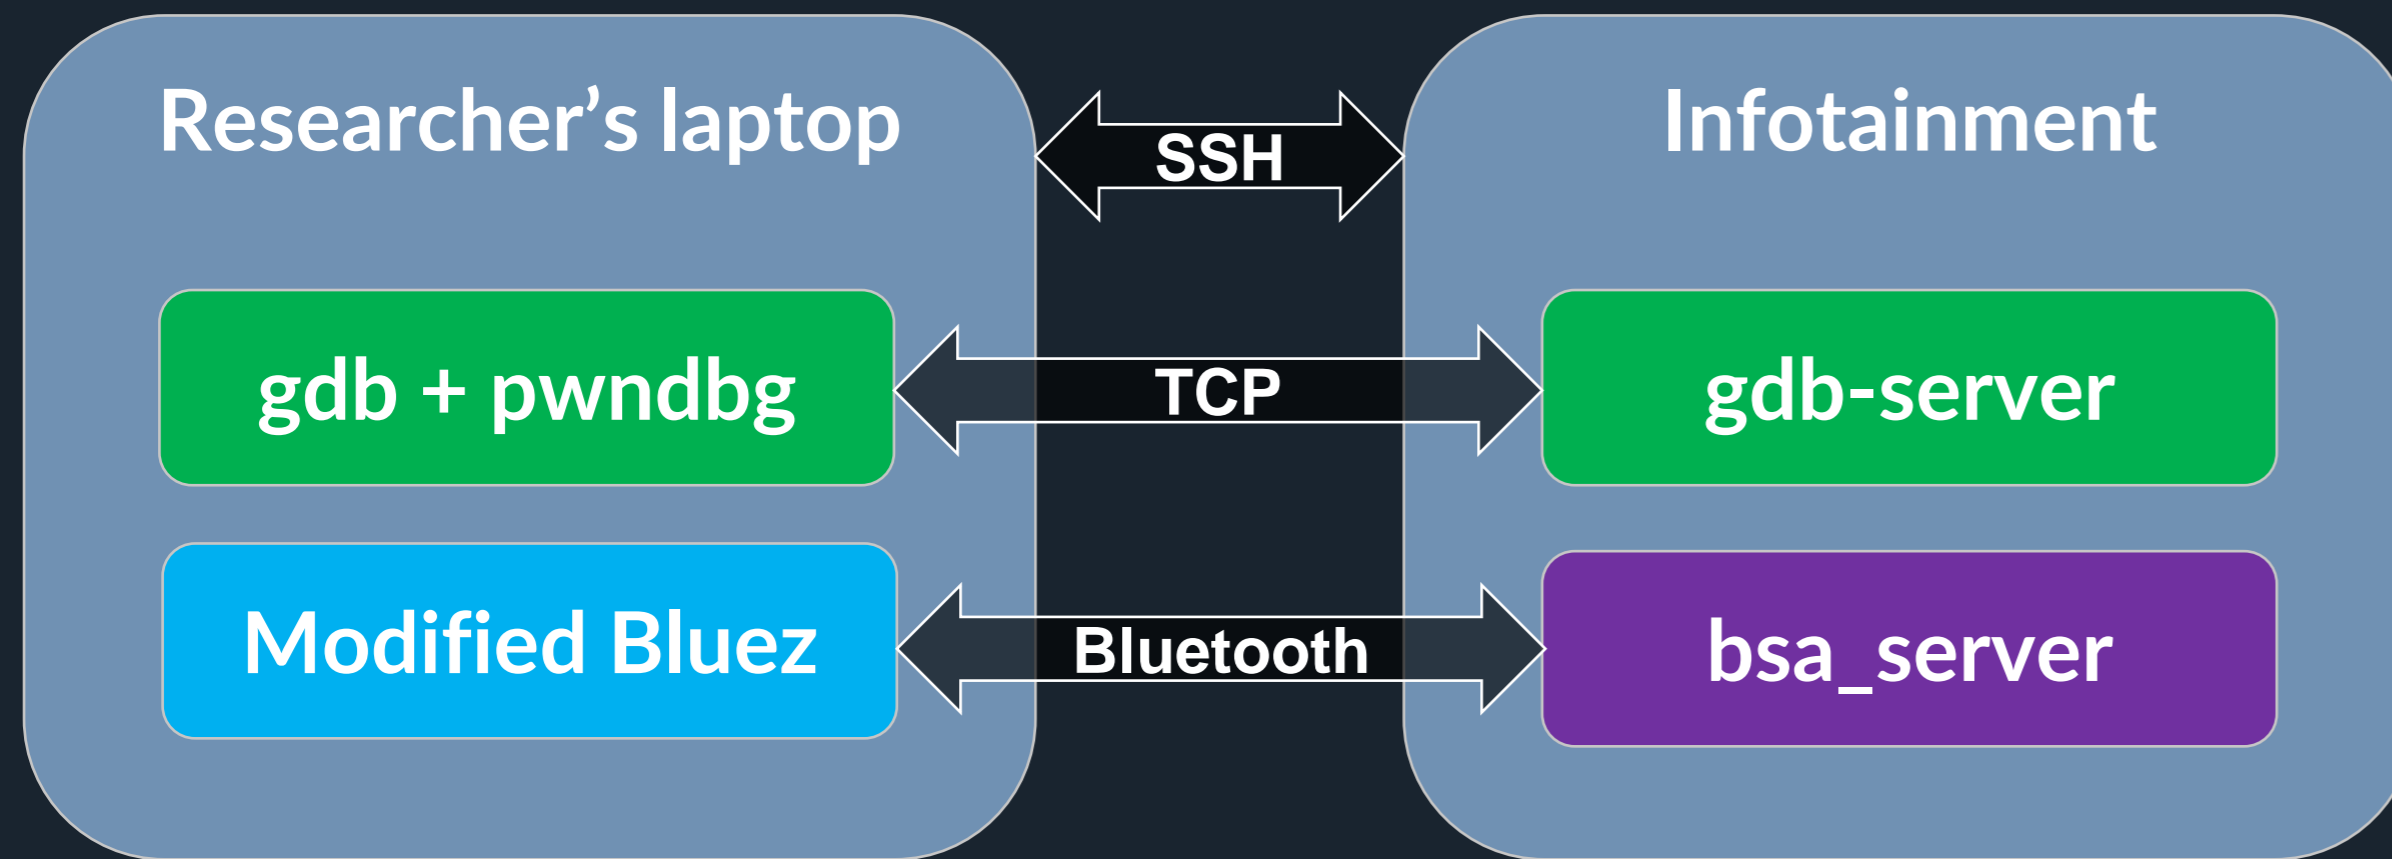 Researcher’s laptop
SSH
Infotainment
gdb + pwndbg
TCP
gdb-server
Modified Bluez
Bluetooth
bsa_server